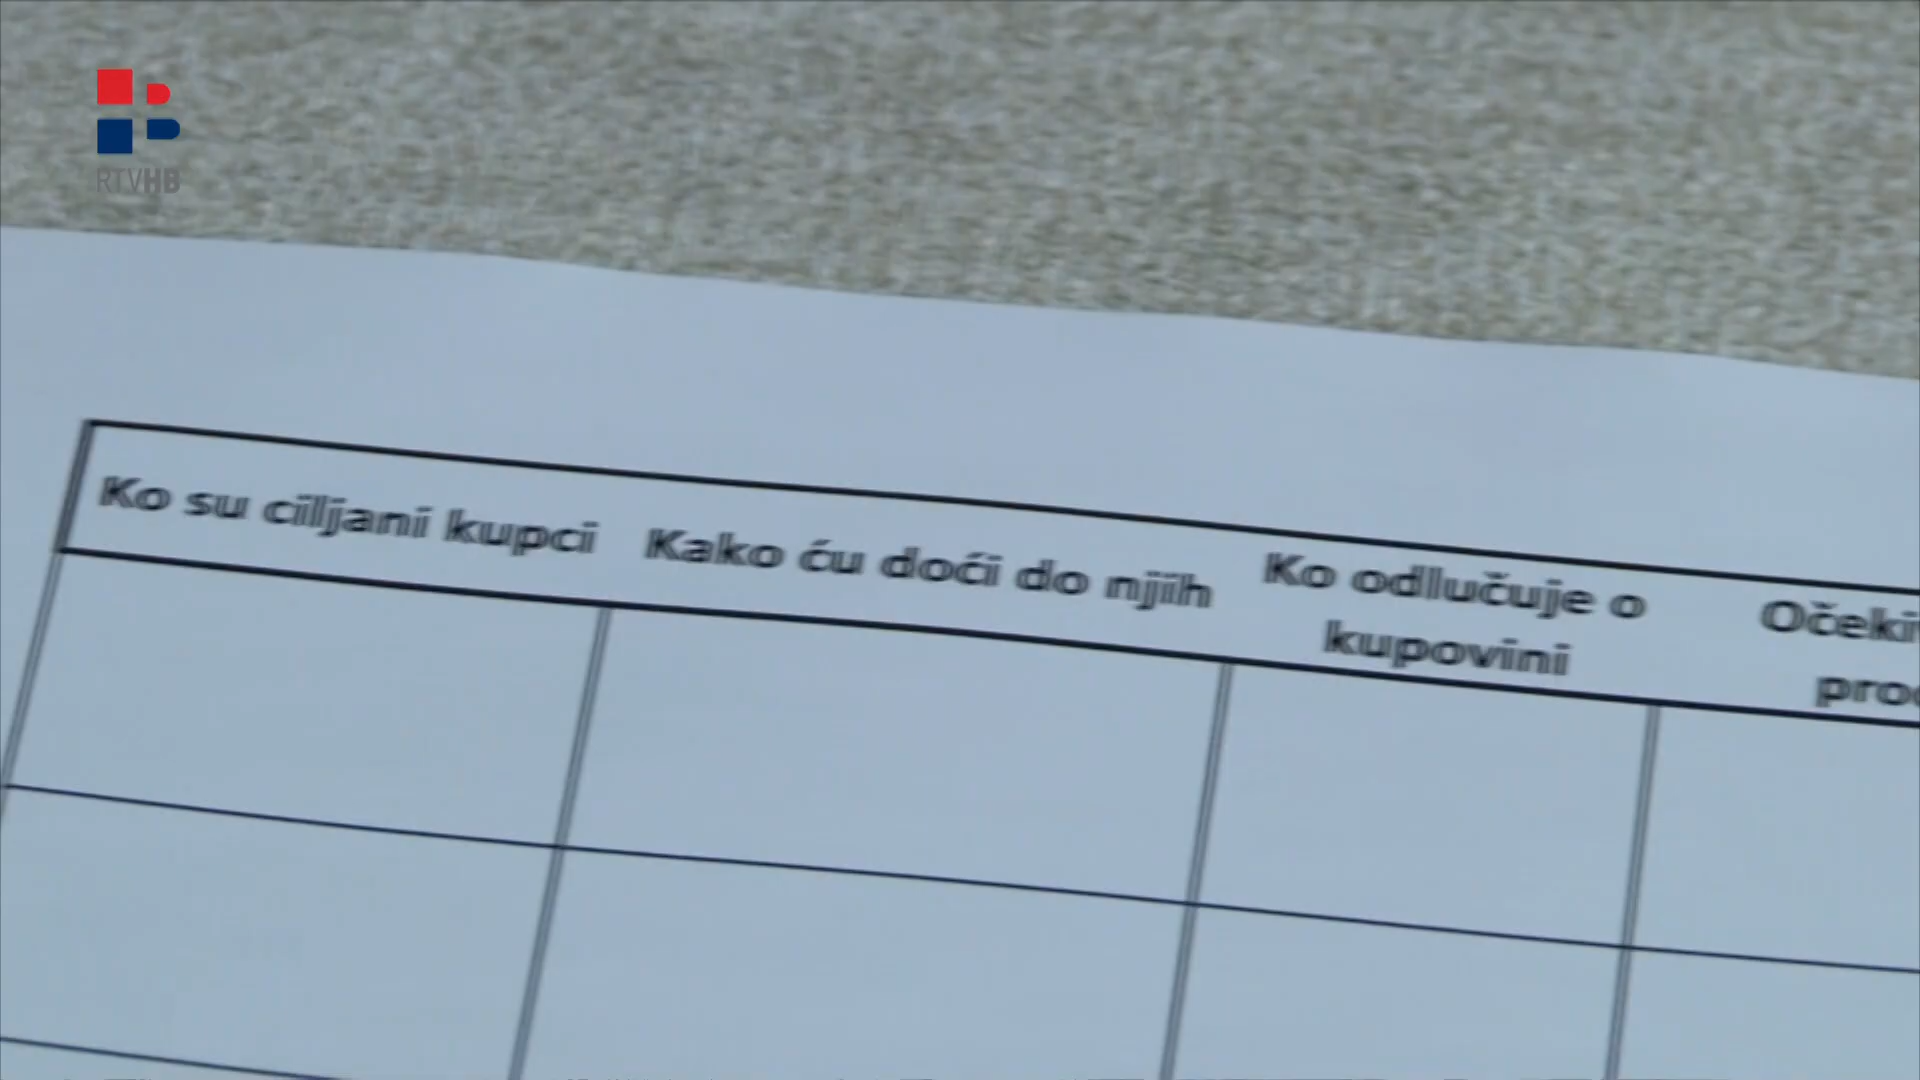 RTVHB
Ko su ciljani kupci
Kako ću doći do njih
Ko odlučuje o
kupovini